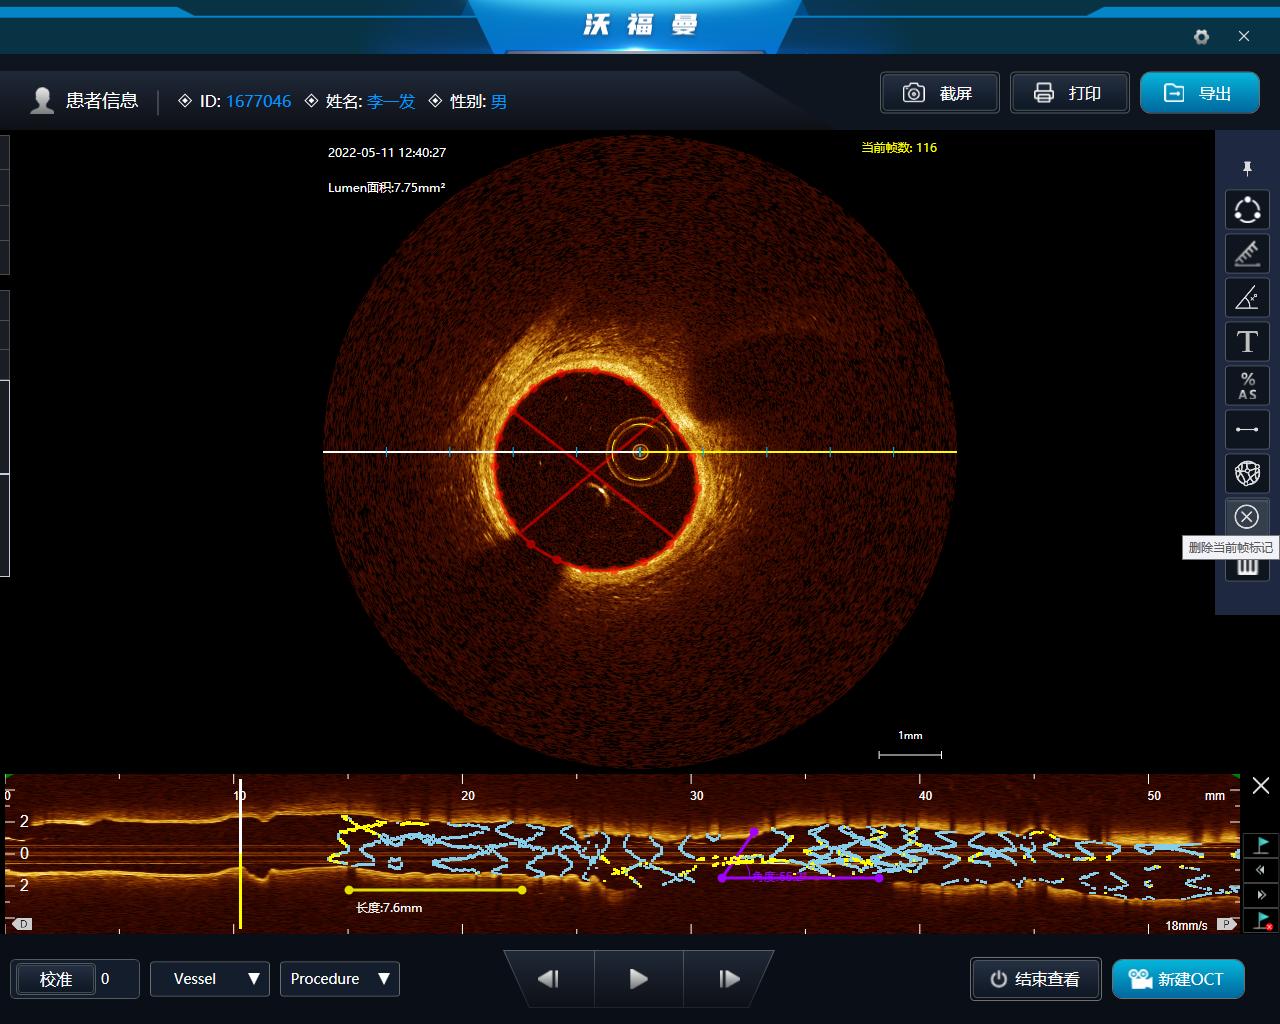 沃福曼
患者信息
ID: 1677046
姓名: 李一发
性别: 男
截屏
打印
导出
2022-05-11 12:40:27
当前帧数: 116
Lumen面积:7.75mm²
T
%
AS
删除当前帧标记
1mm
0 10 20 30 40 50 mm
2
0
2
角度:
长度:7.6mm
D
18mm/s
P
校准 0
Vessel
Procedure
结束查看
新建OCT